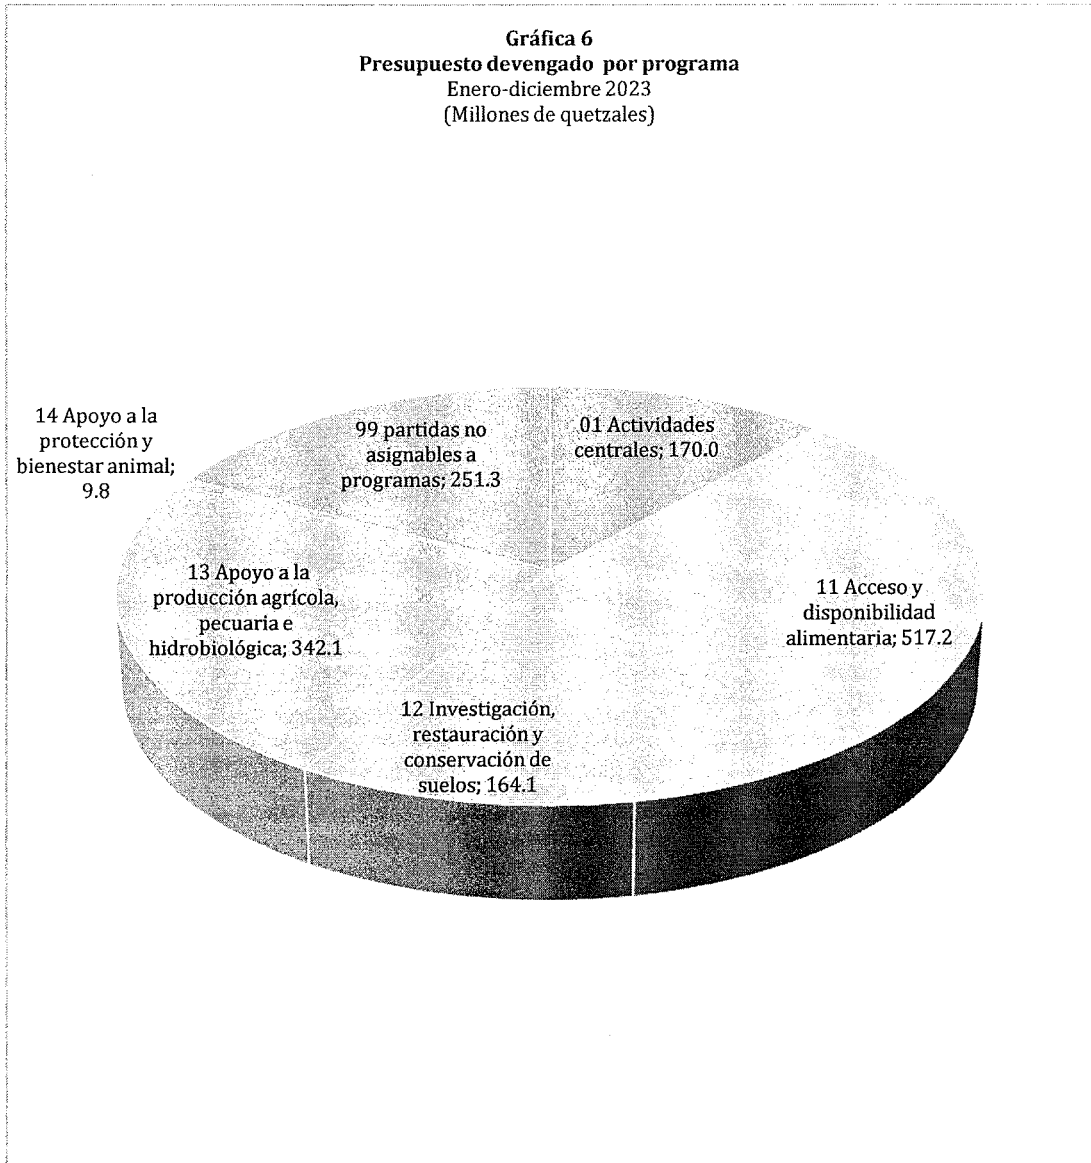 Gráfica 6
Presupuesto devengado por programa
Enero-diciembre 2023
(Millones de quetzales)
14 Apoyo a la
protección y
bienestar animal;
9.8
99 partidas no
asignables a
programas; 251.3
01 Actividades
centrales; 170.0
13 Apoyo a la
producción agrícola,
pecuaria e
hidrobiológica; 342.1
11 Acceso y
disponibilidad
alimentaria; 517.2
12 Investigación,
restauración y
conservación de
suelos; 164.1